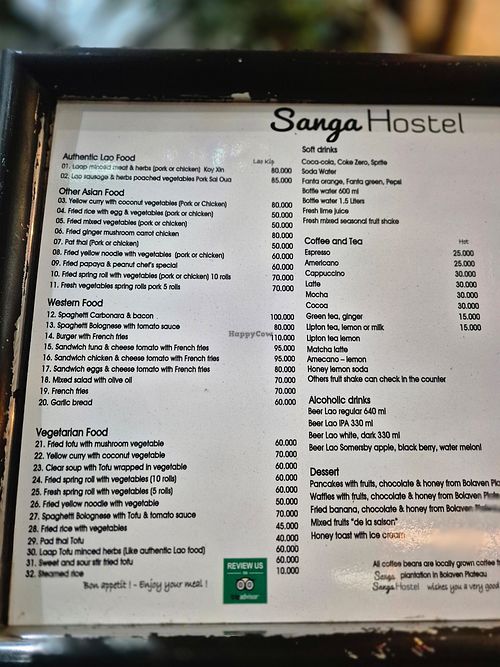 Sanga Hostel
Authentic Lao Food
Lao Kip
01. Laap minced meat & herbs (pork or chicken) Koy Xin 80.000
02. Lao sausage & herbs poached vegetables Pork Sai Oua 85.000
Other Asian Food
03. Yellow curry with coconut vegetables (Pork or Chicken) 80.000
04. Fried rice with egg & vegetables (pork or chicken) 50.000
05. Fried mixed vegetables (pork or chicken) 50.000
06. Fried ginger mushroom carrot chicken 80.000
07. Pat thai (Pork or chicken) 50.000
08. Fried yellow noodle with vegetables (pork or chicken) 60.000
09. Fried papaya & peanut chef's special 60.000
10. Fried spring roll with vegetables (pork or chicken) 10 rolls 70.000
11. Fresh vegetables spring rolls pork 5 rolls 70.000
Western Food
12. Spaghetti Carbonara & bacon 100.000
13. Spaghetti Bolognese with tomato sauce 80.000
14. Burger with French fries 110.000
15. Sandwich tuna & cheese tomato with French fries 95.000
16. Sandwich chicken & cheese tomato with French fries 95.000
17. Sandwich eggs & cheese tomato with French fries 80.000
18. Mixed salad with olive oil 70.000
19. French fries 70.000
20. Garlic bread 60.000
Vegetarian Food
21. Fried tofu with mushroom vegetable 60.000
22. Yellow curry with coconut vegetable 70.000
23. Clear soup with Tofu wrapped in vegetable 60.000
24. Fried spring roll with vegetables (10 rolls) 60.000
25. Fresh spring roll with vegetables (5 rolls) 60.000
26. Fried yellow noodle with vegetable 50.000
27. Spaghetti Bolognese with Tofu & tomato sauce 70.000
28. Fried rice with vegetables 45.000
29. Pad thai Tofu 40.000
30. Laap Tofu minced herbs (Like authentic Lao food) 60.000
31. Sweet and sour stir fried tofu 60.000
32. Steamed rice 10.000
Bon appetit ! - Enjoy your meal !
REVIEW US
Soft drinks
Coca-cola, Coke Zero, Sprite
Soda Water
Fanta orange, Fanta green, Pepsi
Bottle water 600 ml
Bottle water 1.5 Liters
Fresh lime juice
Fresh mixed seasonal fruit shake
Coffee and Tea
Hot
Espresso 25.000
Americano 25.000
Cappuccino 30.000
Latte 30.000
Mocha 30.000
Cocoa 30.000
Green tea, ginger 15.000
Lipton tea, lemon or milk 15.000
Lipton tea lemon
Matcha latte
Amecano – lemon
Honey lemon soda
Others fruit shake can check in the counter
Alcoholic drinks
Beer Lao regular 640 ml
Beer Lao IPA 330 ml
Beer Lao white, dark 330 ml
Beer Lao Somersby apple, black berry, water meloni
Dessert
Pancakes with fruits, chocolate & honey from Bolaven Pla
Waffles with fruits, chocolate & honey from Bolaven Plateau
Fried banana, chocolate & honey from Bolaven Plateau
Mixed fruits "de la saison"
Honey toast with ice cream
All coffee beans are locally grown coffee f
Sanga plantation in Bolaven Plateau
Sanga Hostel wishes you a very good
HappyCow